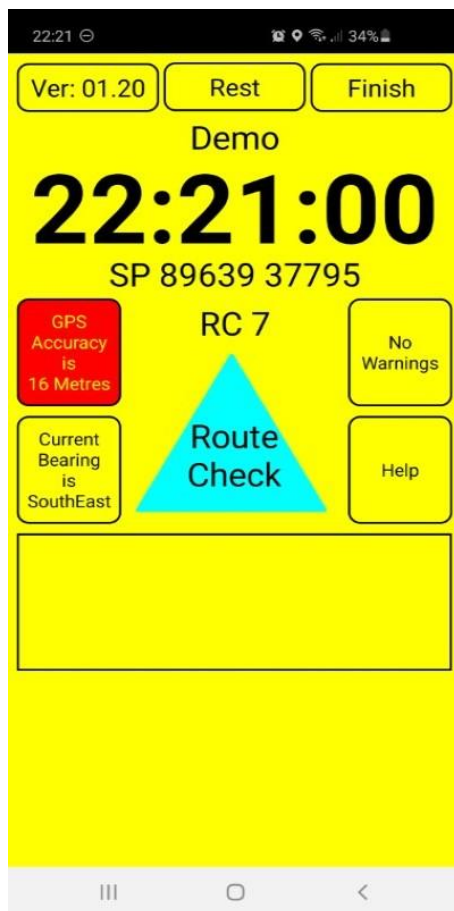 22:21
34%
Ver: 01.20
Rest
Finish
Demo
22:21:00
SP 89639 37795
GPS
Accuracy
is
16 Metres
RC 7
No
Warnings
Current
Bearing
is
SouthEast
Route
Check
Help